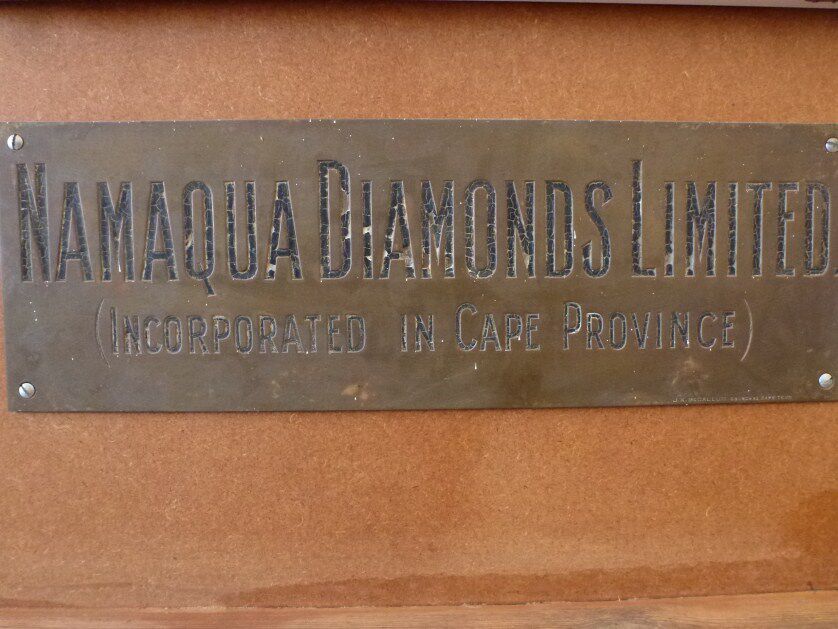 NAMAQUA DIAMONDS LIMITED
(INCORPORATED IN CAPE PROVINCE)